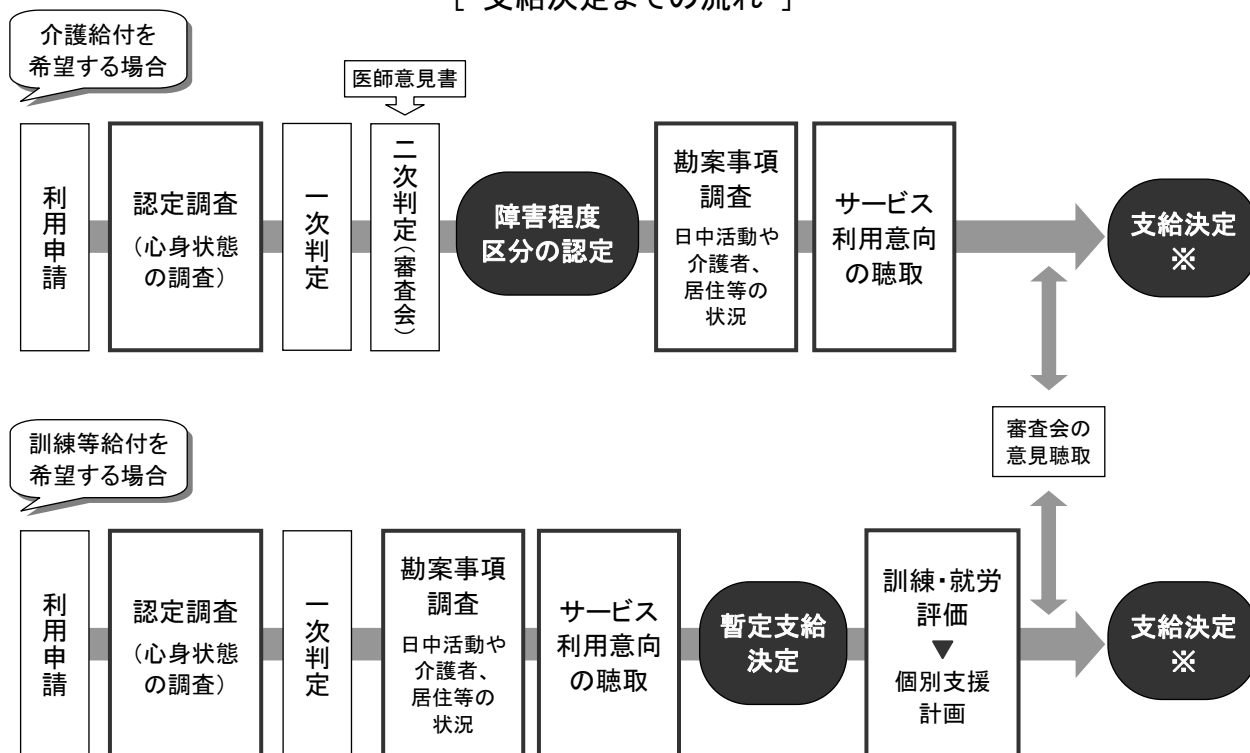 ［ 支給決定までの流れ ］
介護給付を
希望する場合
医師意見書
利用申請
認定調査
（心身状態
の調査）
一次判定
二次判定（審査会）
障害程度
区分の認定
勘案事項
調査
日中活動や
介護者、
居住等の
状況
サービス
利用意向
の聴取
支給決定
※
審査会の
意見聴取
訓練等給付を
希望する場合
利用申請
認定調査
（心身状態
の調査）
一次判定
勘案事項
調査
日中活動や
介護者、
居住等の
状況
サービス
利用意向
の聴取
暫定支給
決定
訓練・就労
評価
▼
個別支援
計画
支給決定
※